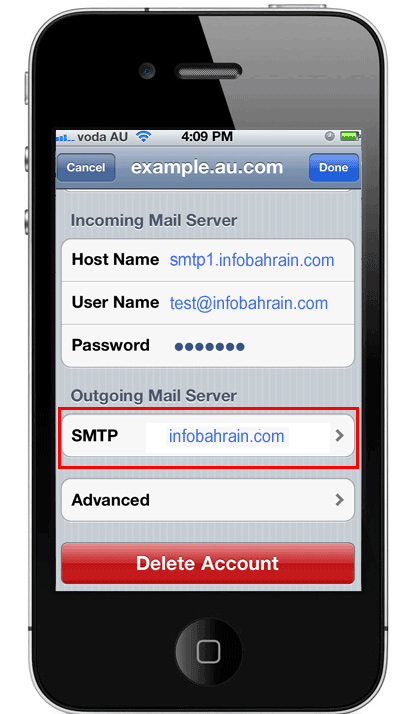 voda AU 4:09 PM
Cancel example.au.com Done
Incoming Mail Server
Host Name smtp1.infobahrain.com
User Name test@infobahrain.com
Password •••••••
Outgoing Mail Server
SMTP infobahrain.com
Advanced
Delete Account